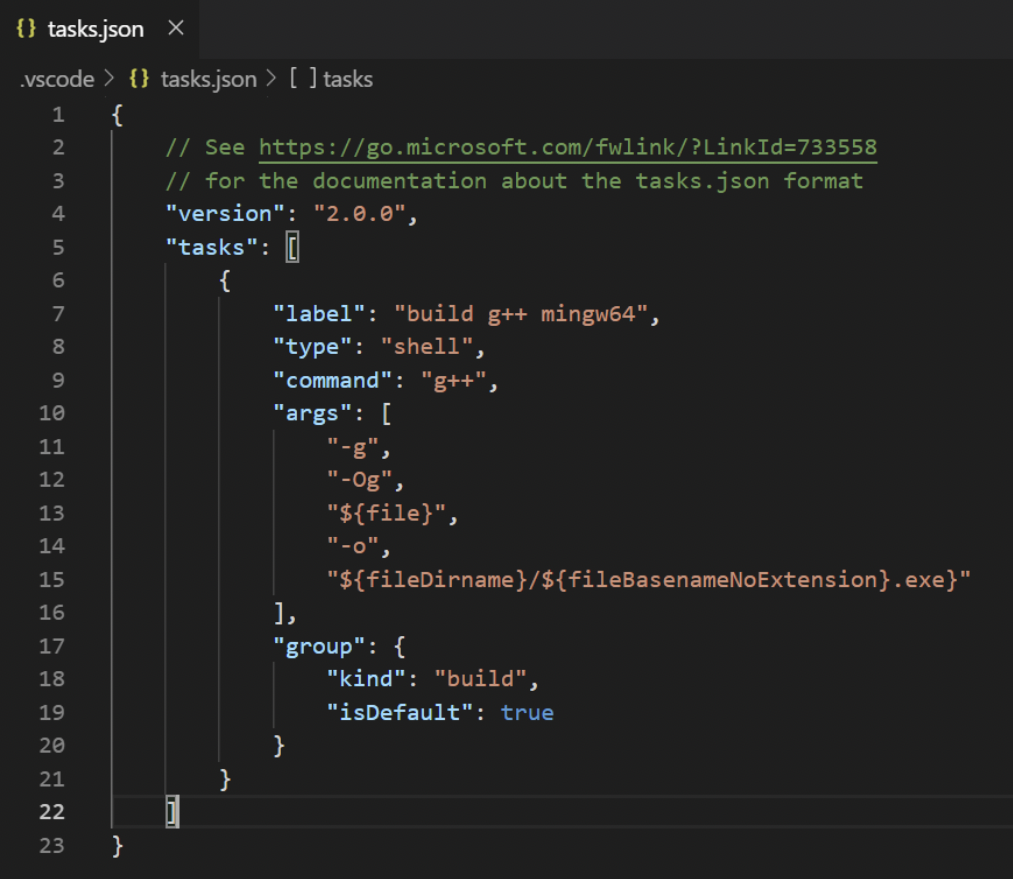 {} tasks.json ×
.vscode > {} tasks.json > [ ] tasks
1 {
2     // See https://go.microsoft.com/fwlink/?LinkId=733558
3     // for the documentation about the tasks.json format
4     "version": "2.0.0",
5     "tasks": [
6         {
7             "label": "build g++ mingw64",
8             "type": "shell",
9             "command": "g++",
10             "args": [
11                 "-g",
12                 "-Og",
13                 "${file}",
14                 "-o",
15                 "${fileDirname}/${fileBasenameNoExtension}.exe}"
16             ],
17             "group": {
18                 "kind": "build",
19                 "isDefault": true
20             }
21         }
22     ]
23 }